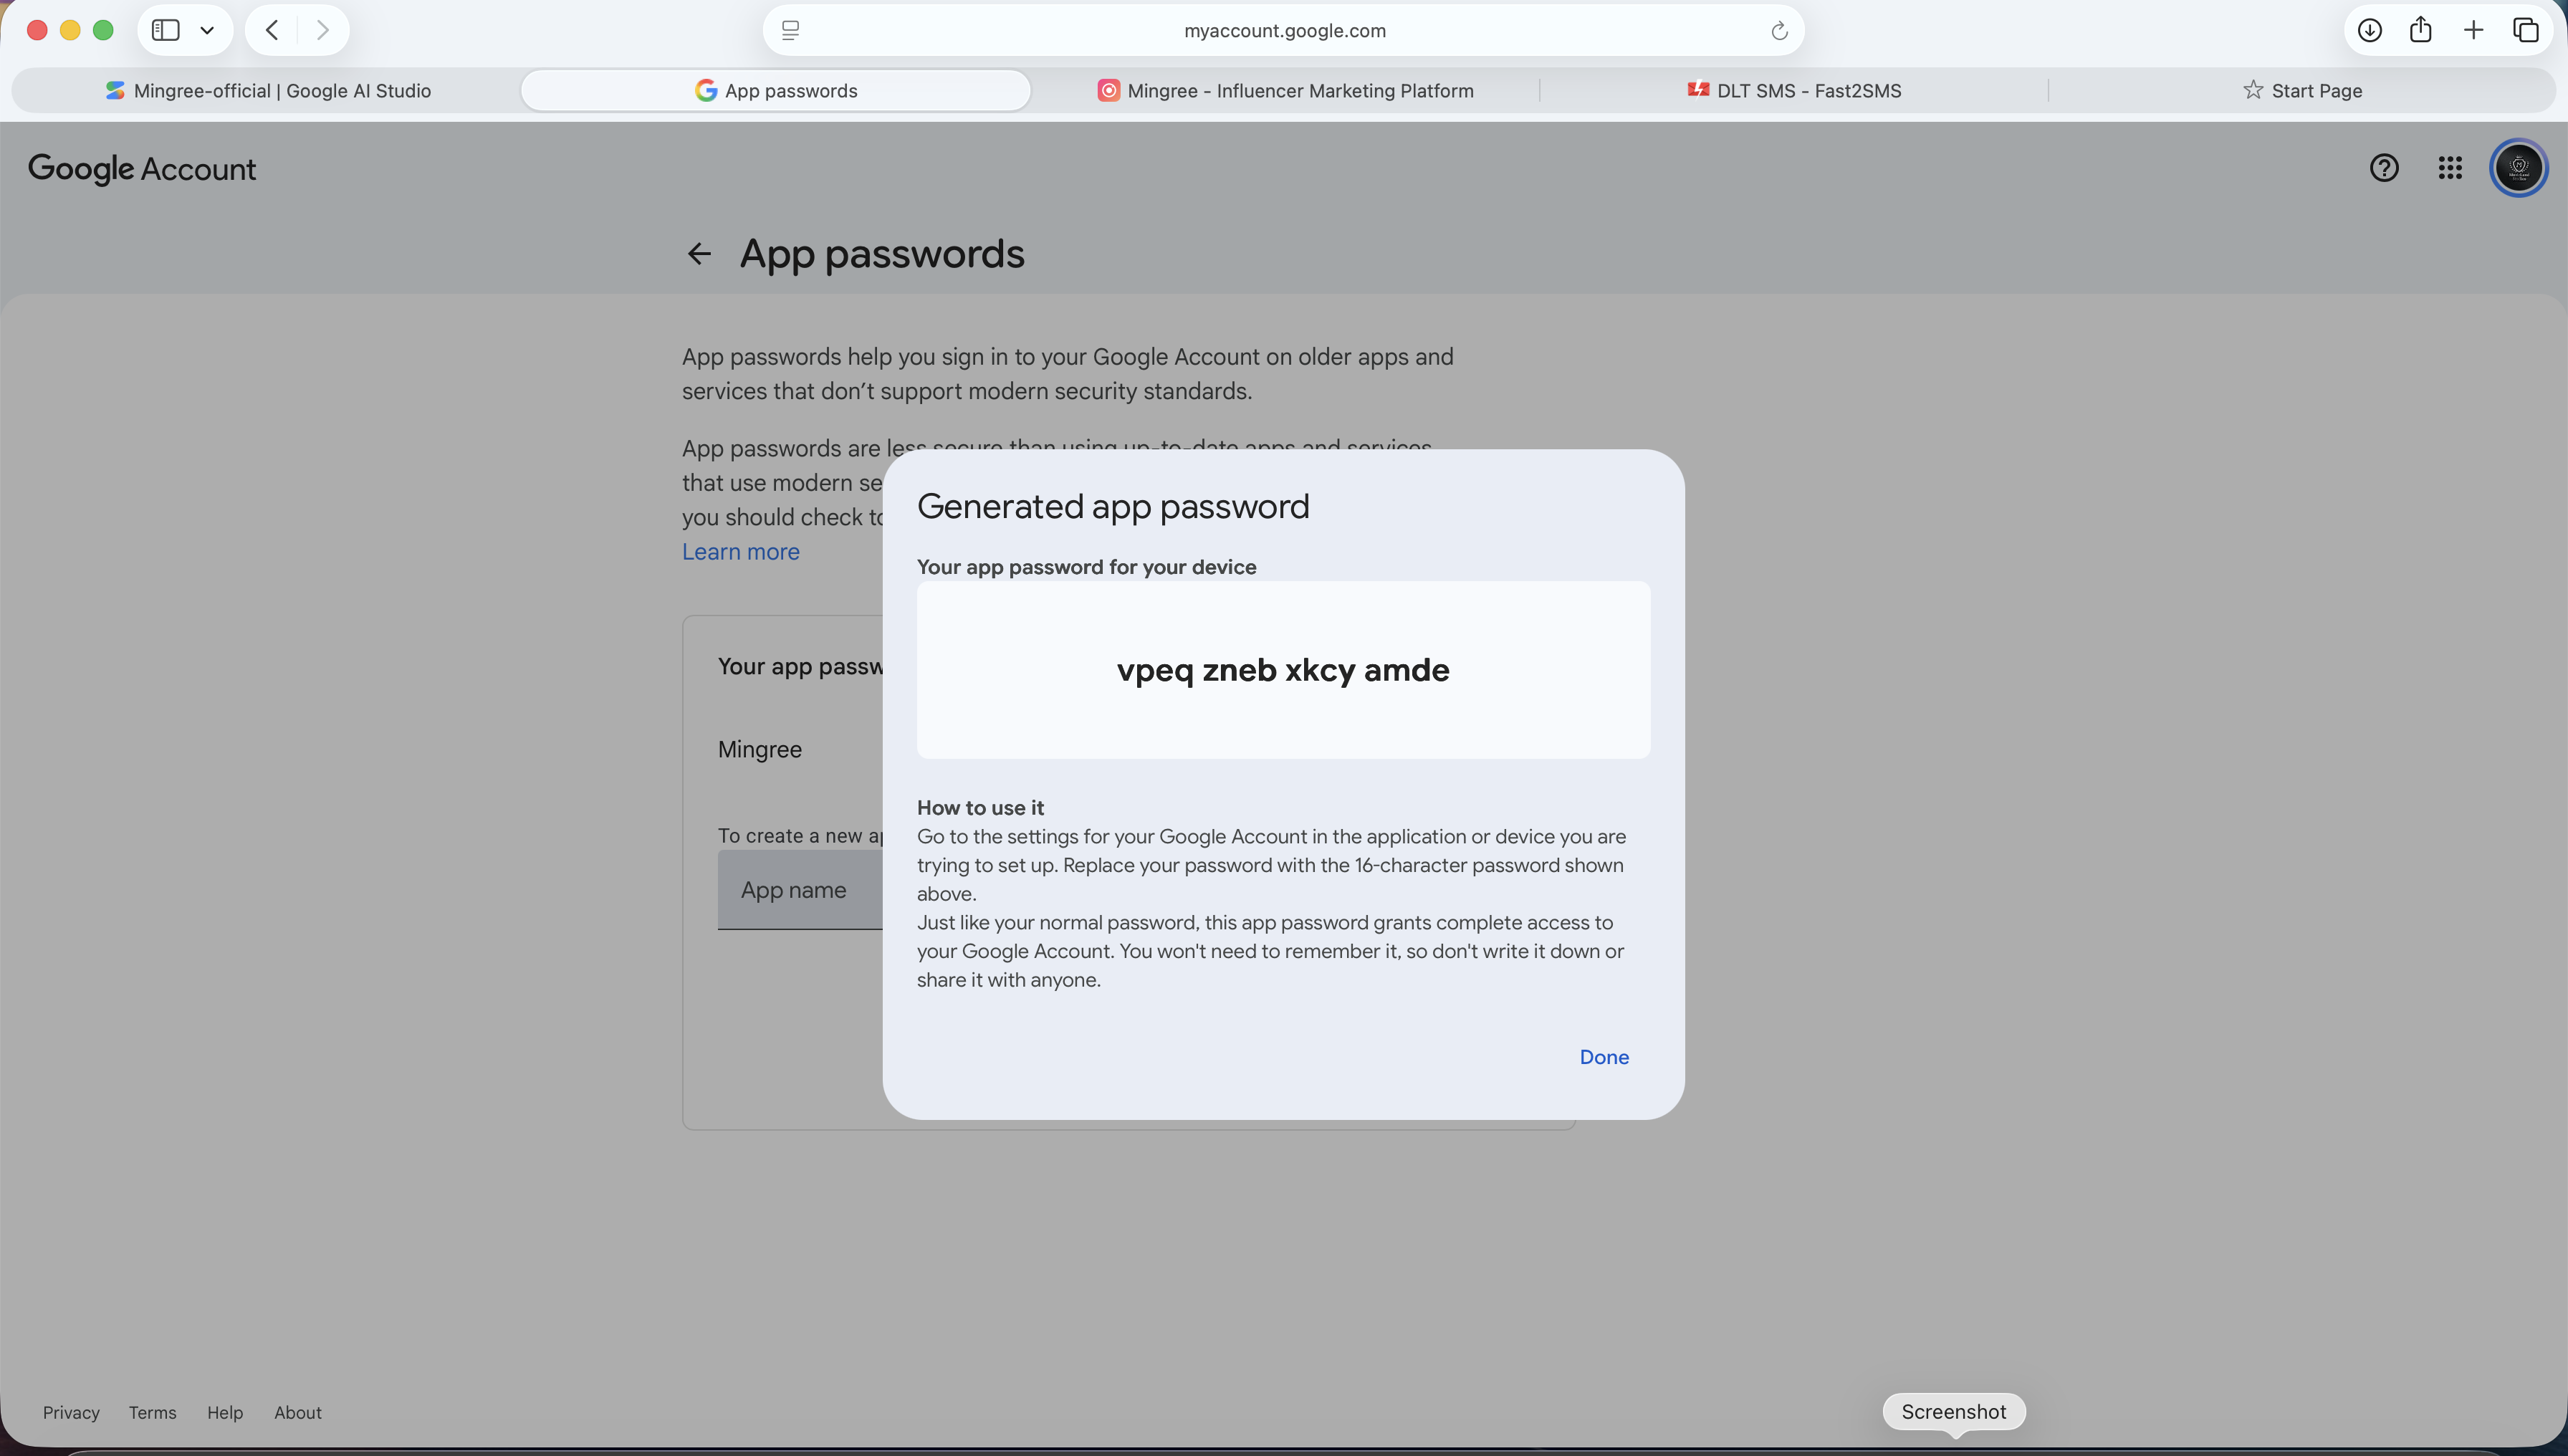 myaccount.google.com
Mingree-official | Google AI Studio
App passwords
Mingree - Influencer Marketing Platform
DLT SMS - Fast2SMS
Start Page
Google Account
App passwords
App passwords help you sign in to your Google Account on older apps and
services that don’t support modern security standards.
App passwords are less secure than using up-to-date apps and services
that use modern se
you should check to
Learn more
Your app passw
Mingree
To create a new ap
App name
Generated app password
Your app password for your device
vpeq zneb xkcy amde
How to use it
Go to the settings for your Google Account in the application or device you are
trying to set up. Replace your password with the 16-character password shown
above.
Just like your normal password, this app password grants complete access to
your Google Account. You won't need to remember it, so don't write it down or
share it with anyone.
Done
Privacy Terms Help About
Screenshot